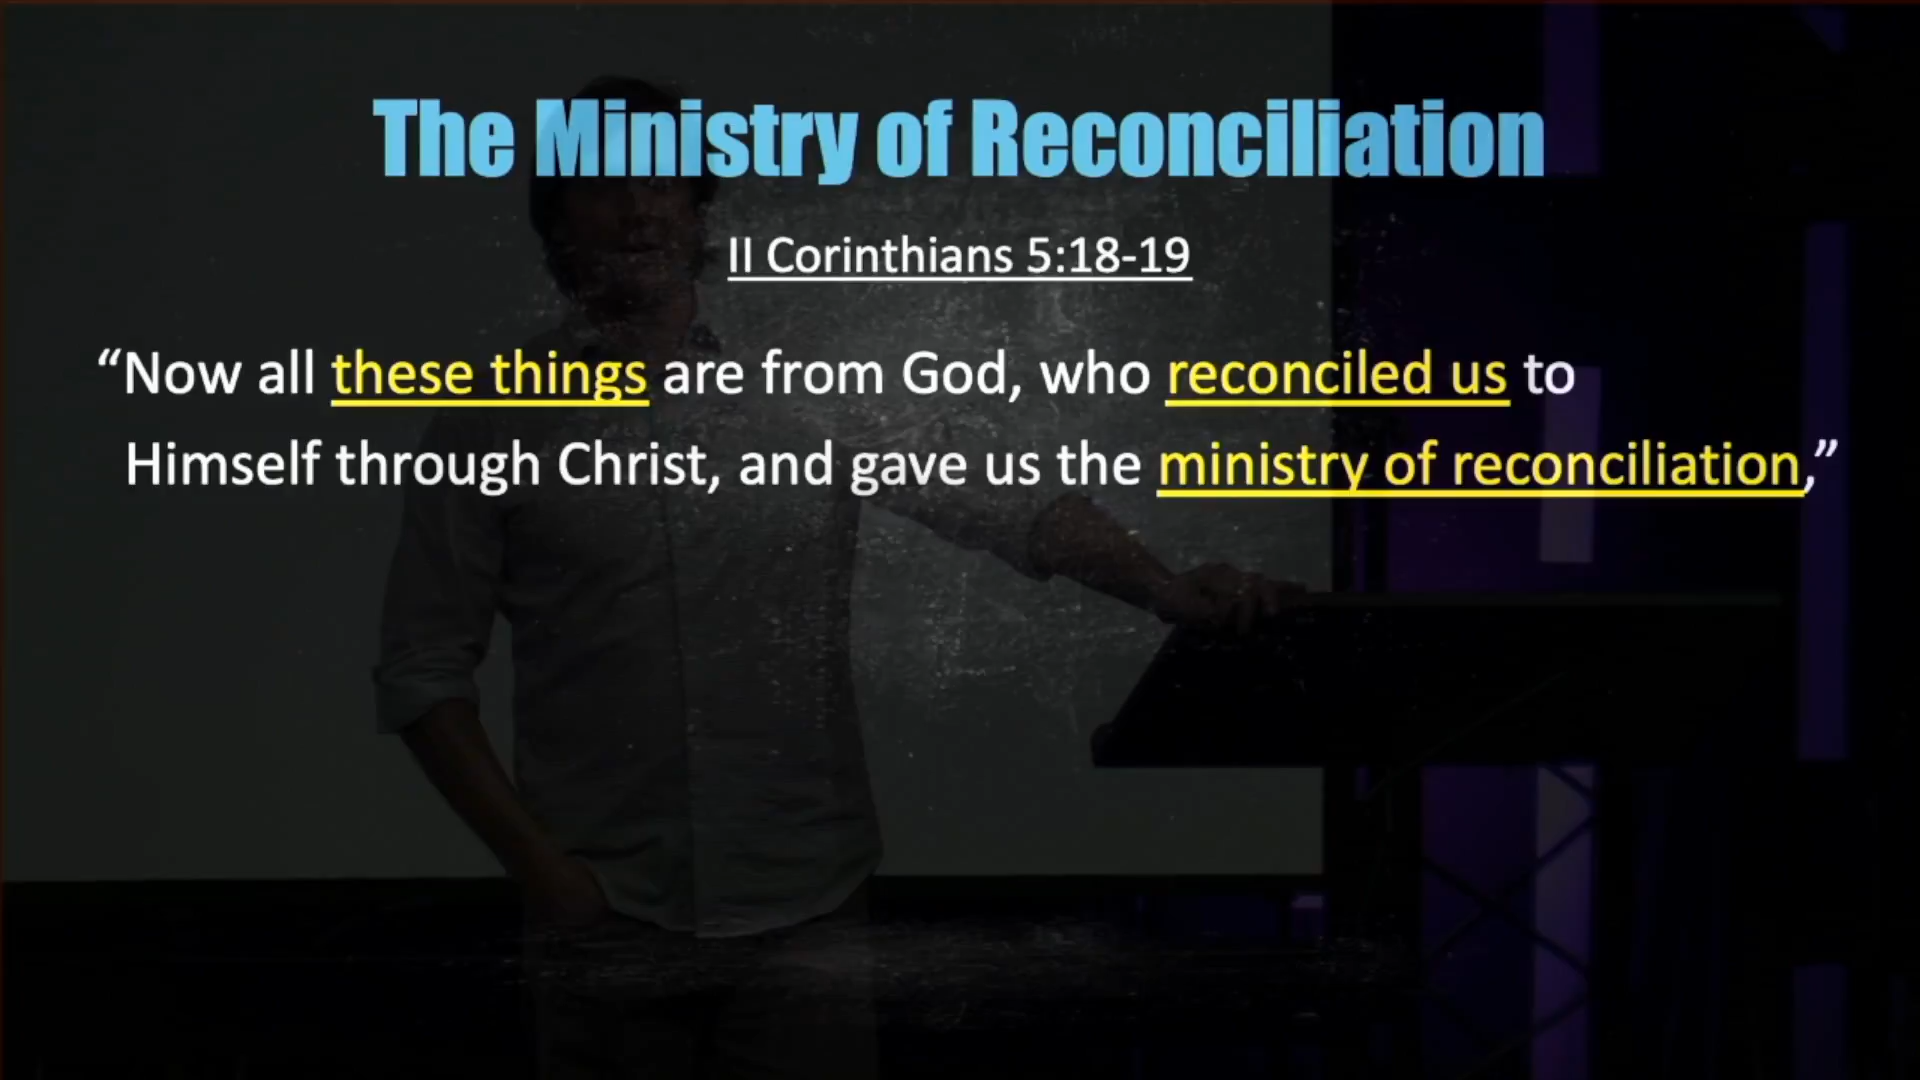 The Ministry of Reconciliation
II Corinthians 5:18-19
“Now all these things are from God, who reconciled us to
Himself through Christ, and gave us the ministry of reconciliation,”